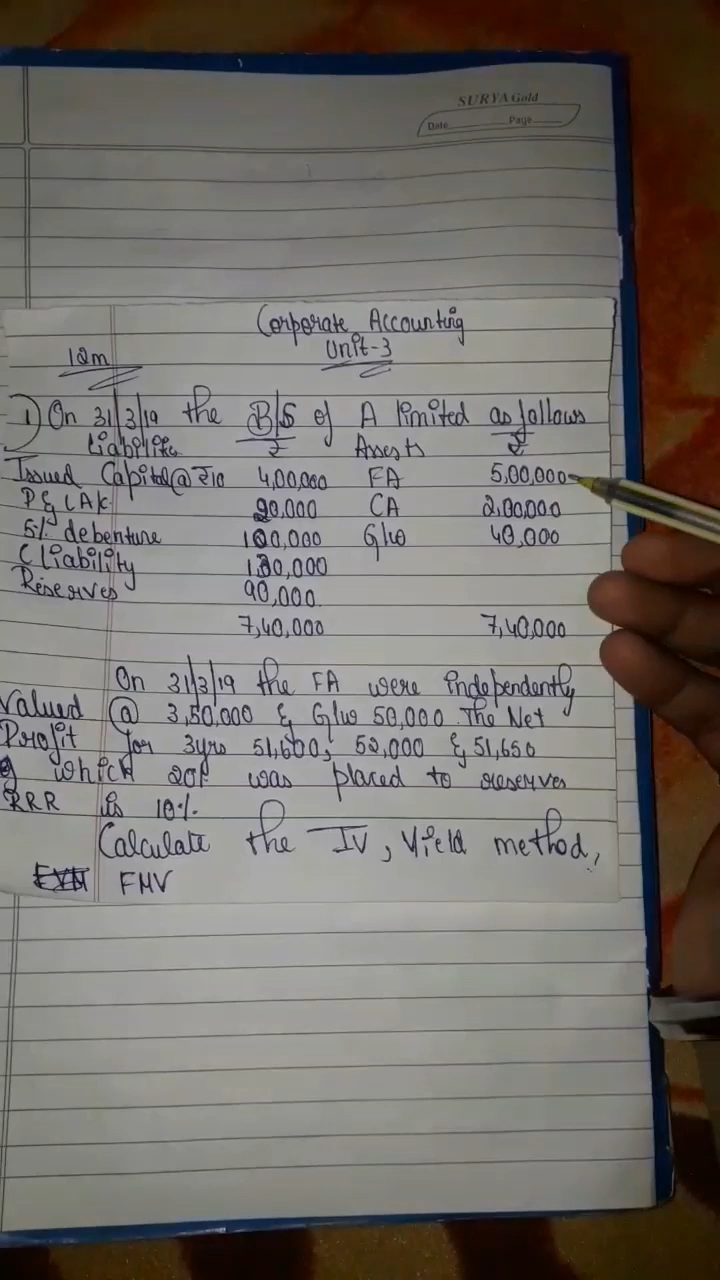 SURYA Gold
Date Page
Corporate Accounting
12m Unit-3
1) On 31/3/19 the B/S of A limited as follows
Liabilitie ₹ Assests ₹
Issued Capital @ ₹10 4,00,000 FA 5,00,000
P & L A/c 20,000 CA 2,00,000
5% debenture 100,000 G/w 40,000
C Liability 130,000
Reserves 90,000
7,40,000 7,40,000
On 31/3/19 the FA were independently
Valued @ 3,50,000 & G/w 50,000 The Net
Profit for 3yrs 51,600, 52,000 & 51,650
of which 20% was placed to reserves
RRR is 10%
Calculate the IV, Yield method,
FMV